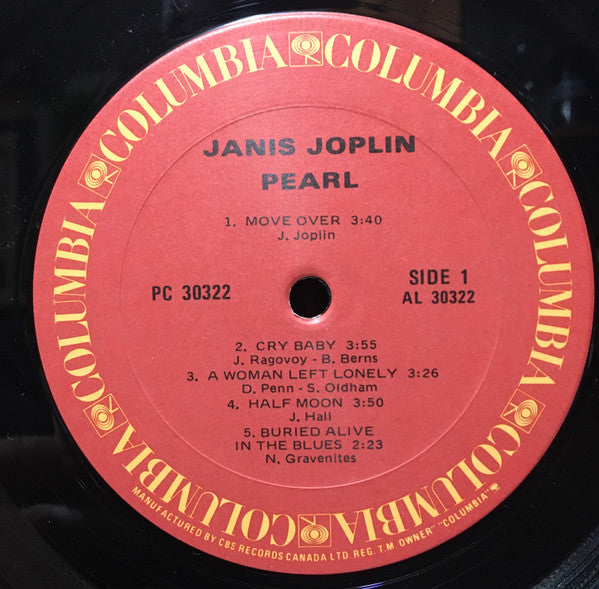 COLUMBIA COLUMBIA COLUMBIA COLUMBIA COLUMBIA COLUMBIA COLUMBIA
JANIS JOPLIN
PEARL
1. MOVE OVER 3:40
J. Joplin
PC 30322
SIDE 1
AL 30322
2. CRY BABY 3:55
J. Ragovoy - B. Berns
3. A WOMAN LEFT LONELY 3:26
D. Penn - S. Oldham
4. HALF MOON 3:50
J. Hall
5. BURIED ALIVE
IN THE BLUES 2:23
N. Gravenites
MANUFACTURED BY CBS RECORDS CANADA LTD. REG. T.M. OWNER" "COLUMBIA"